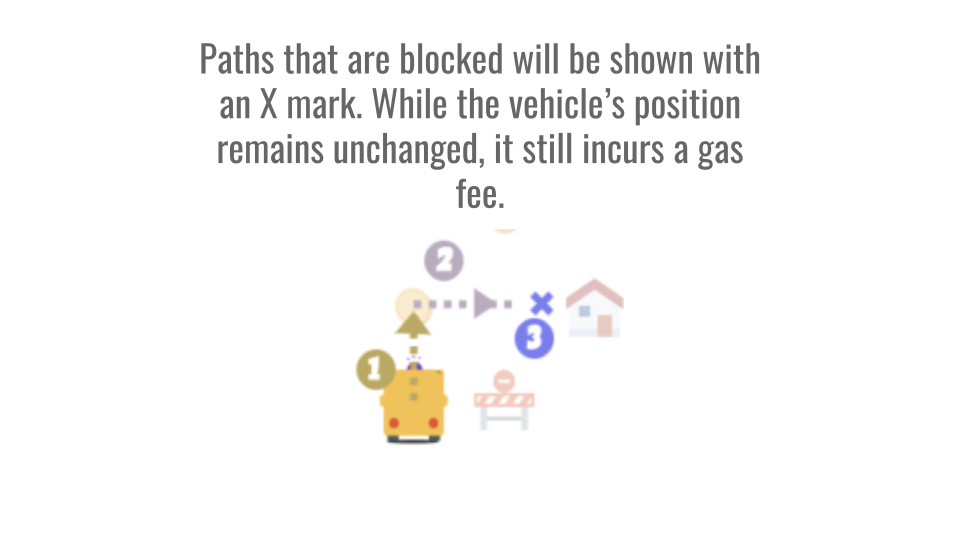 Paths that are blocked will be shown with
an X mark. While the vehicle’s position
remains unchanged, it still incurs a gas
fee.
2
3
1